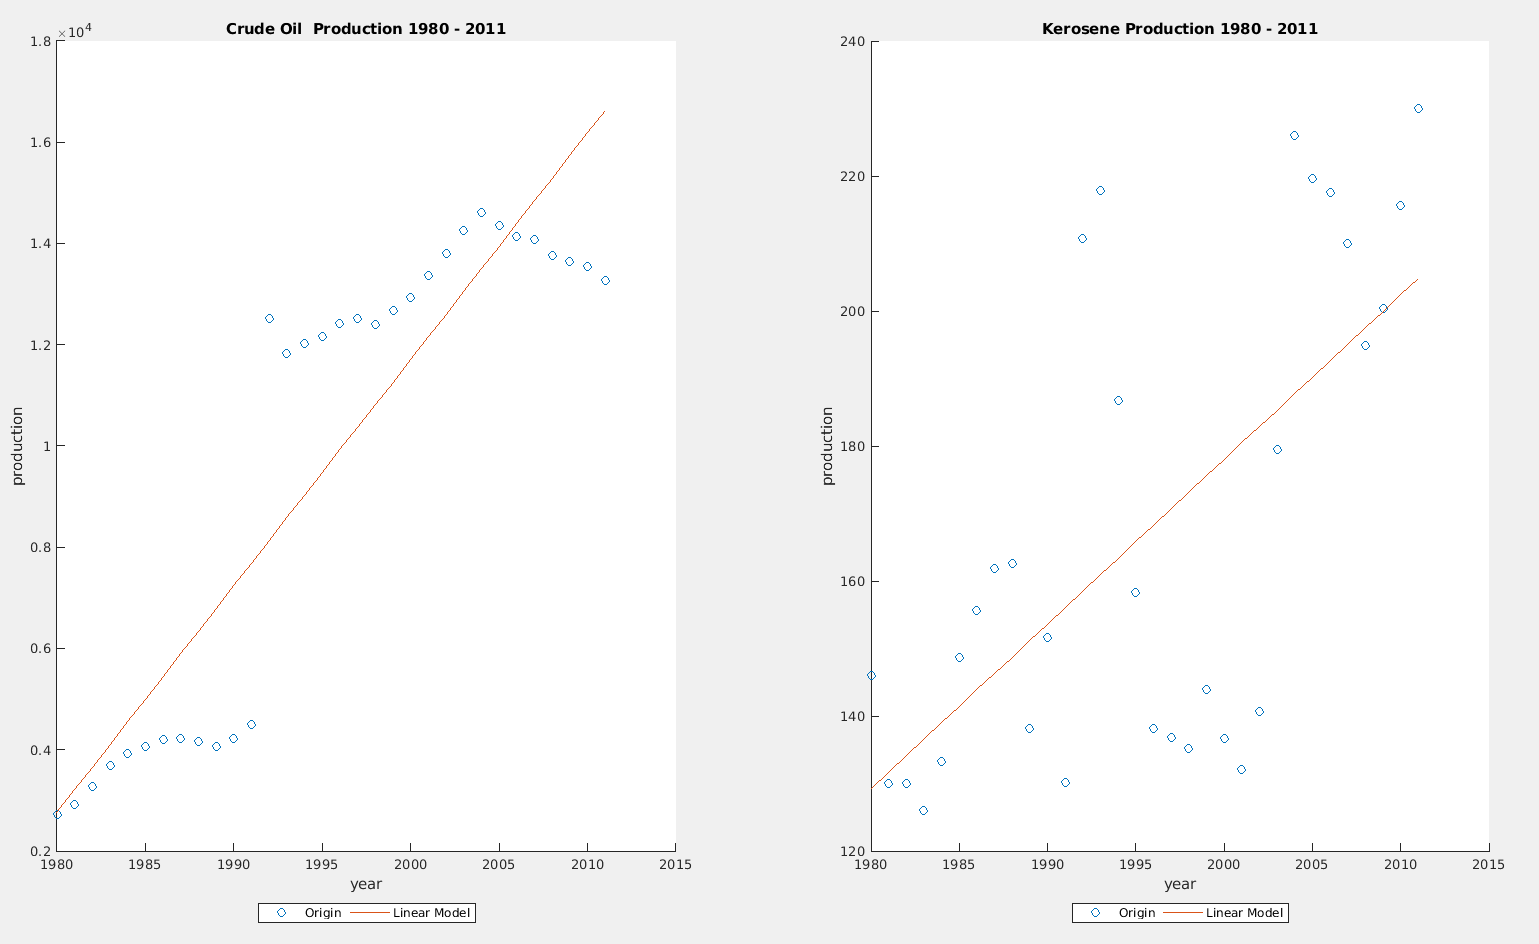 Crude Oil  Production 1980 - 2011
×10⁴
1.8
1.6
1.4
1.2
1
0.8
0.6
0.4
0.2
production
1980 1985 1990 1995 2000 2005 2010 2015
year
Origin Linear Model
Kerosene Production 1980 - 2011
240
220
200
180
160
140
120
production
1980 1985 1990 1995 2000 2005 2010 2015
year
Origin Linear Model